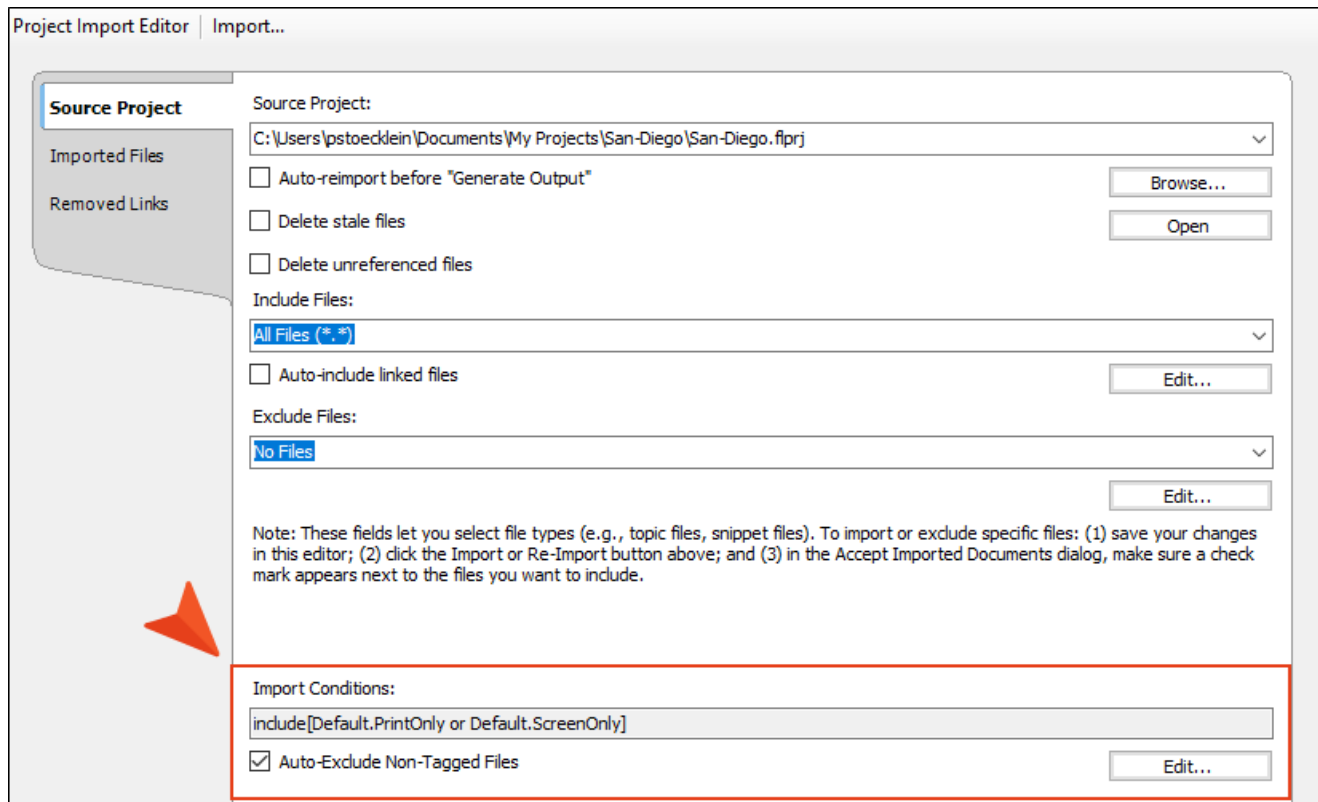 Project Import Editor | Import...
Source Project
Imported Files
Removed Links
Source Project:
C:\Users\pstoecklein\Documents\My Projects\San-Diego\San-Diego.flprj
Auto-reimport before "Generate Output"
Browse...
Delete stale files
Open
Delete unreferenced files
Include Files:
All Files (*.*)
Auto-include linked files
Edit...
Exclude Files:
No Files
Edit...
Note: These fields let you select file types (e.g., topic files, snippet files). To import or exclude specific files: (1) save your changes
in this editor; (2) click the Import or Re-Import button above; and (3) in the Accept Imported Documents dialog, make sure a check
mark appears next to the files you want to include.
Import Conditions:
include[Default.PrintOnly or Default.ScreenOnly]
Auto-Exclude Non-Tagged Files
Edit...